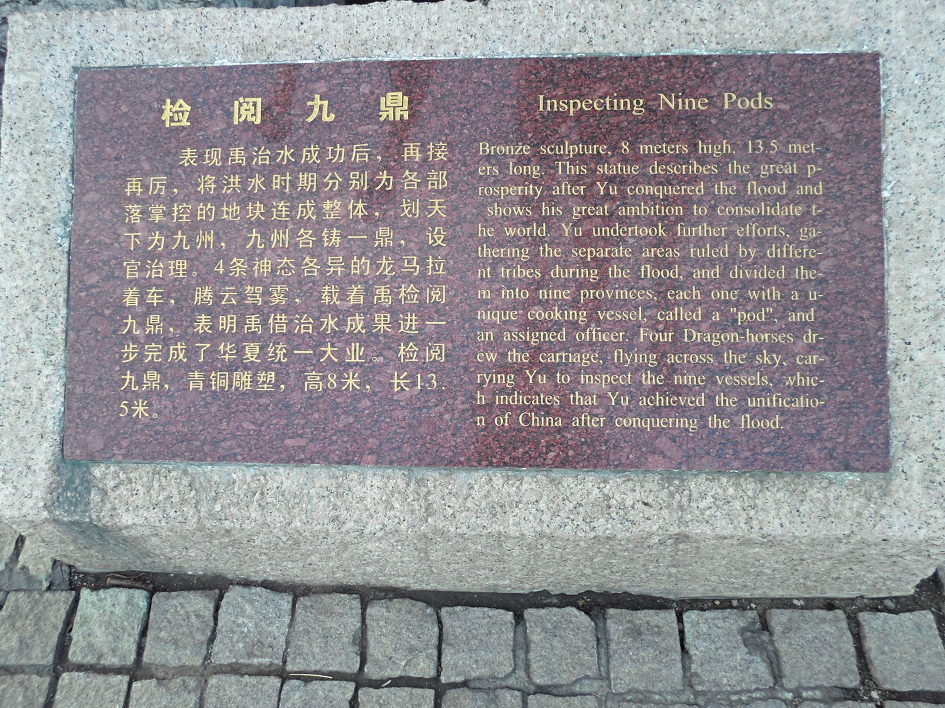 检阅九鼎
表现禹治水成功后，再接
再厉，将洪水时期分别为各部
落掌控的地块连成整体，划天
下为九州，九州各铸一鼎，设
官治理。4条神态各异的龙马拉
着车，腾云驾雾，载着禹检阅
九鼎，表明禹借治水成果进一
步完成了华夏统一大业。检阅
九鼎，青铜雕塑，高8米，长13.
5米。
Inspecting Nine Pods
Bronze sculpture, 8 meters high, 13.5 met-
ers long. This statue describes the great p-
rosperity after Yu conquered the flood and
shows his great ambition to consolidate t-
he world. Yu undertook further efforts, ga-
thering the separate areas ruled by differe-
nt tribes during the flood, and divided the-
m into nine provinces, each one with a u-
nique cooking vessel, called a "pod", and
an assigned officer. Four Dragon-horses dr-
ew the carriage, flying across the sky, car-
rying Yu to inspect the nine vessels, whic-
h indicates that Yu achieved the unificatio-
n of China after conquering the flood.